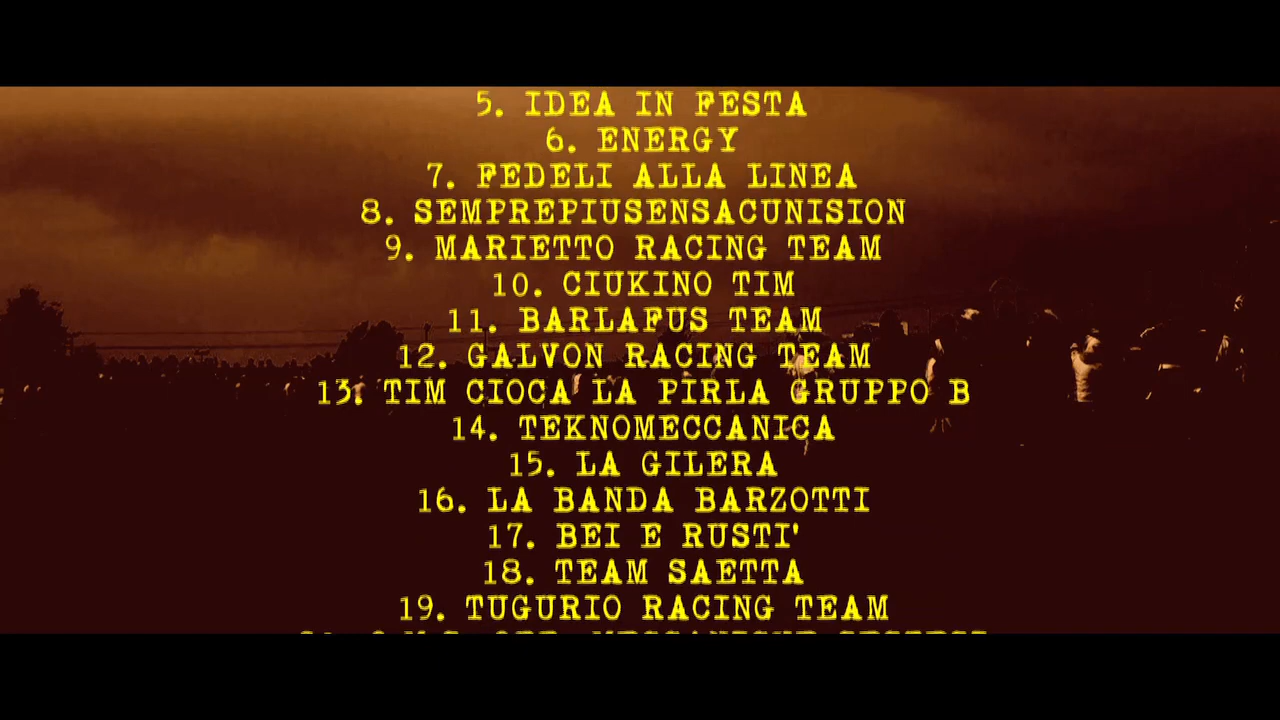 5. IDEA IN FESTA
6. ENERGY
7. FEDELI ALLA LINEA
8. SEMPREPIUSENSACUNISION
9. MARIETTO RACING TEAM
10. CIUKINO TIM
11. BARLAFUS TEAM
12. GALVON RACING TEAM
13. TIM CIOCA LA PIRLA GRUPPO B
14. TEKNOMECCANICA
15. LA GILERA
16. LA BANDA BARZOTTI
17. BEI E RUSTI'
18. TEAM SAETTA
19. TUGURIO RACING TEAM